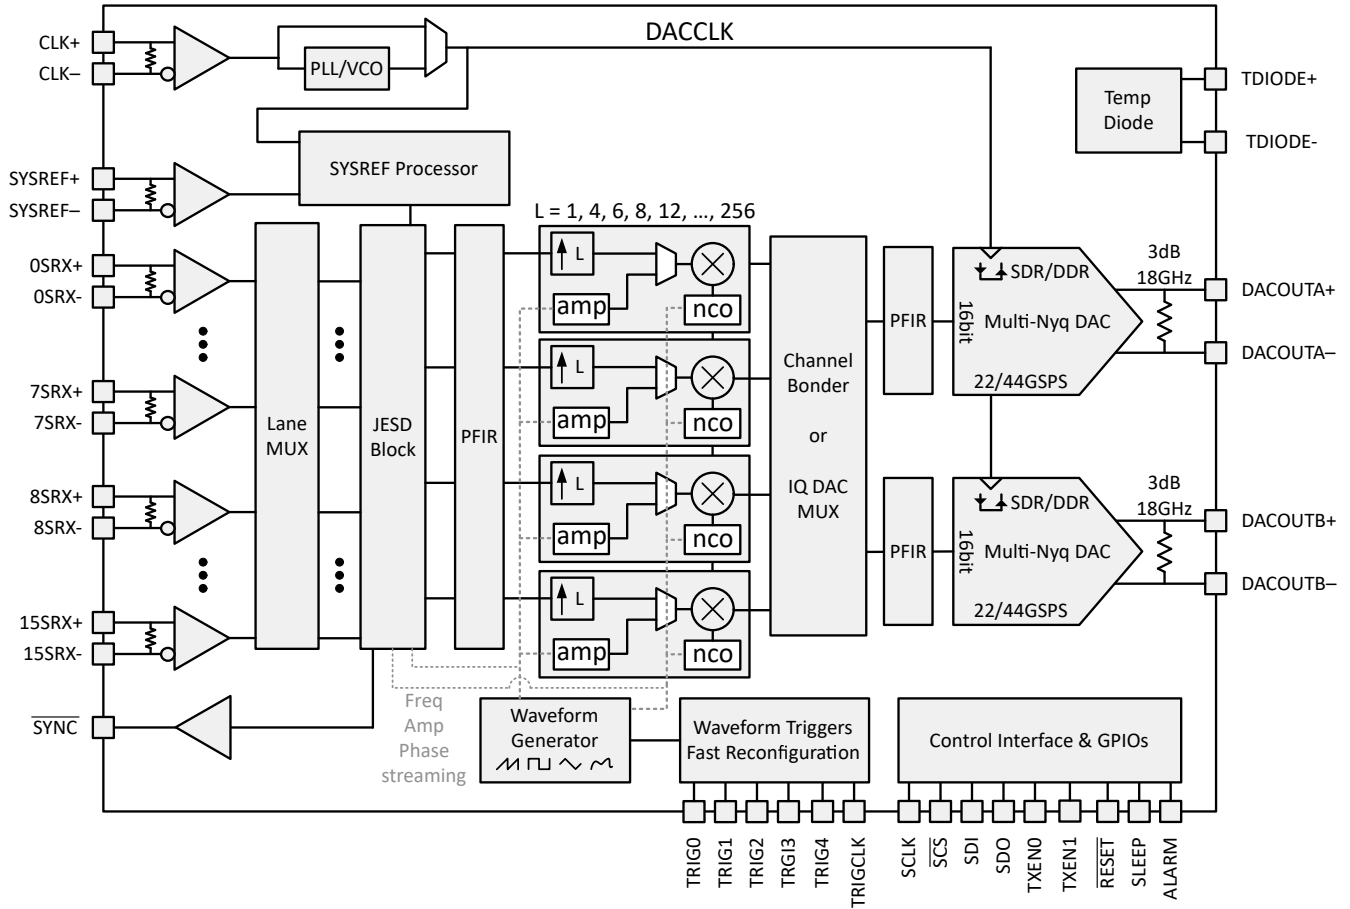 CLK+
CLK–
PLL/VCO
DACCLK
Temp
Diode
TDIODE+
TDIODE-
SYSREF+
SYSREF–
SYSREF Processor
L = 1, 4, 6, 8, 12, ..., 256
0SRX+
0SRX-
7SRX+
7SRX-
8SRX+
8SRX-
15SRX+
15SRX-
SYNC
Lane
MUX
JESD
Block
PFIR
L
amp
nco
L
amp
nco
L
amp
nco
L
amp
nco
Channel
Bonder
or
IQ DAC
MUX
PFIR
SDR/DDR
16bit
Multi-Nyq DAC
22/44GSPS
3dB
18GHz
DACOUTA+
DACOUTA–
PFIR
SDR/DDR
16bit
Multi-Nyq DAC
22/44GSPS
3dB
18GHz
DACOUTB+
DACOUTB–
Freq
Amp
Phase
streaming
Waveform
Generator
Waveform Triggers
Fast Reconfiguration
Control Interface & GPIOs
TRIG0
TRIG1
TRIG2
TRGI3
TRIG4
TRIGCLK
SCLK
SCS
SDI
SDO
TXEN0
TXEN1
RESET
SLEEP
ALARM